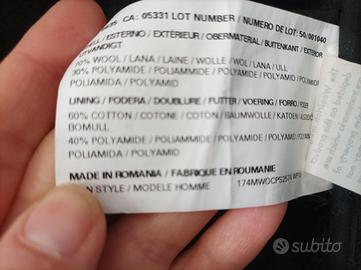 CA: 05331 LOT NUMBER / NUMERO DE LOT: 50/001040
/ ESTERNO / EXTÉRIEUR / OBERMATERIAL / BUITENKANT / EXTERIOR
UTVANDIGT
70% WOOL / LANA / LAINE / WOLLE / WOL / LANA / ULL
30% POLYAMIDE / POLIAMMIDE / POLYAMIDE / POLYAMID / POLYAMIDE /
POLIAMIDA / POLYAMID
LINING / FODERA / DOUBLURE / FUTTER / VOERING / FORRO / FODER
60% COTTON / COTONE / COTON / BAUMWOLLE / KATOEN /
BOMULL
40% POLYAMIDE / POLIAMMIDE / POLYAMIDE / POLYAMID /
POLIAMIDA / POLYAMID
MADE IN ROMANIA / FABRIQUE EN ROUMANIE
STYLE / MODELE HOMME
subito